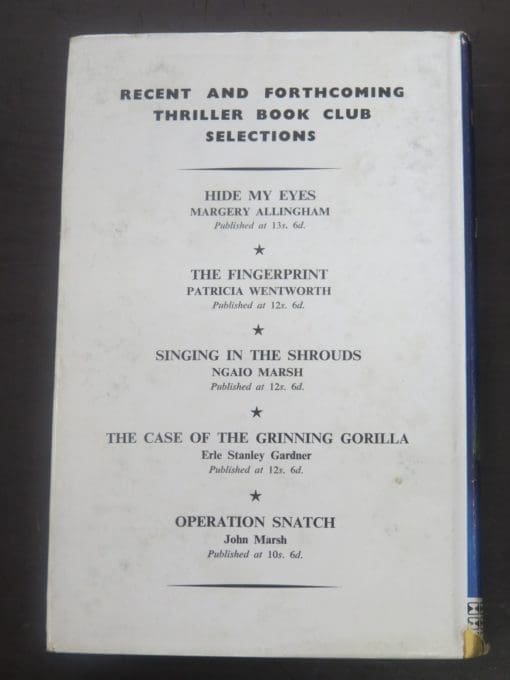 RECENT AND FORTHCOMING
THRILLER BOOK CLUB
SELECTIONS
HIDE MY EYES
MARGERY ALLINGHAM
Published at 13s. 6d.
THE FINGERPRINT
PATRICIA WENTWORTH
Published at 12s. 6d.
SINGING IN THE SHROUDS
NGAIO MARSH
Published at 12s. 6d.
THE CASE OF THE GRINNING GORILLA
Erle Stanley Gardner
Published at 12s. 6d.
OPERATION SNATCH
John Marsh
Published at 10s. 6d.